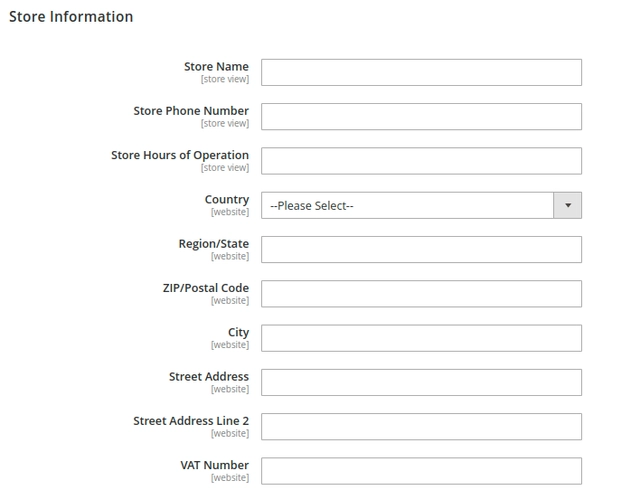 Store Information
Store Name
[store view]
Store Phone Number
[store view]
Store Hours of Operation
[store view]
Country
[website]
--Please Select--
Region/State
[website]
ZIP/Postal Code
[website]
City
[website]
Street Address
[website]
Street Address Line 2
[website]
VAT Number
[website]